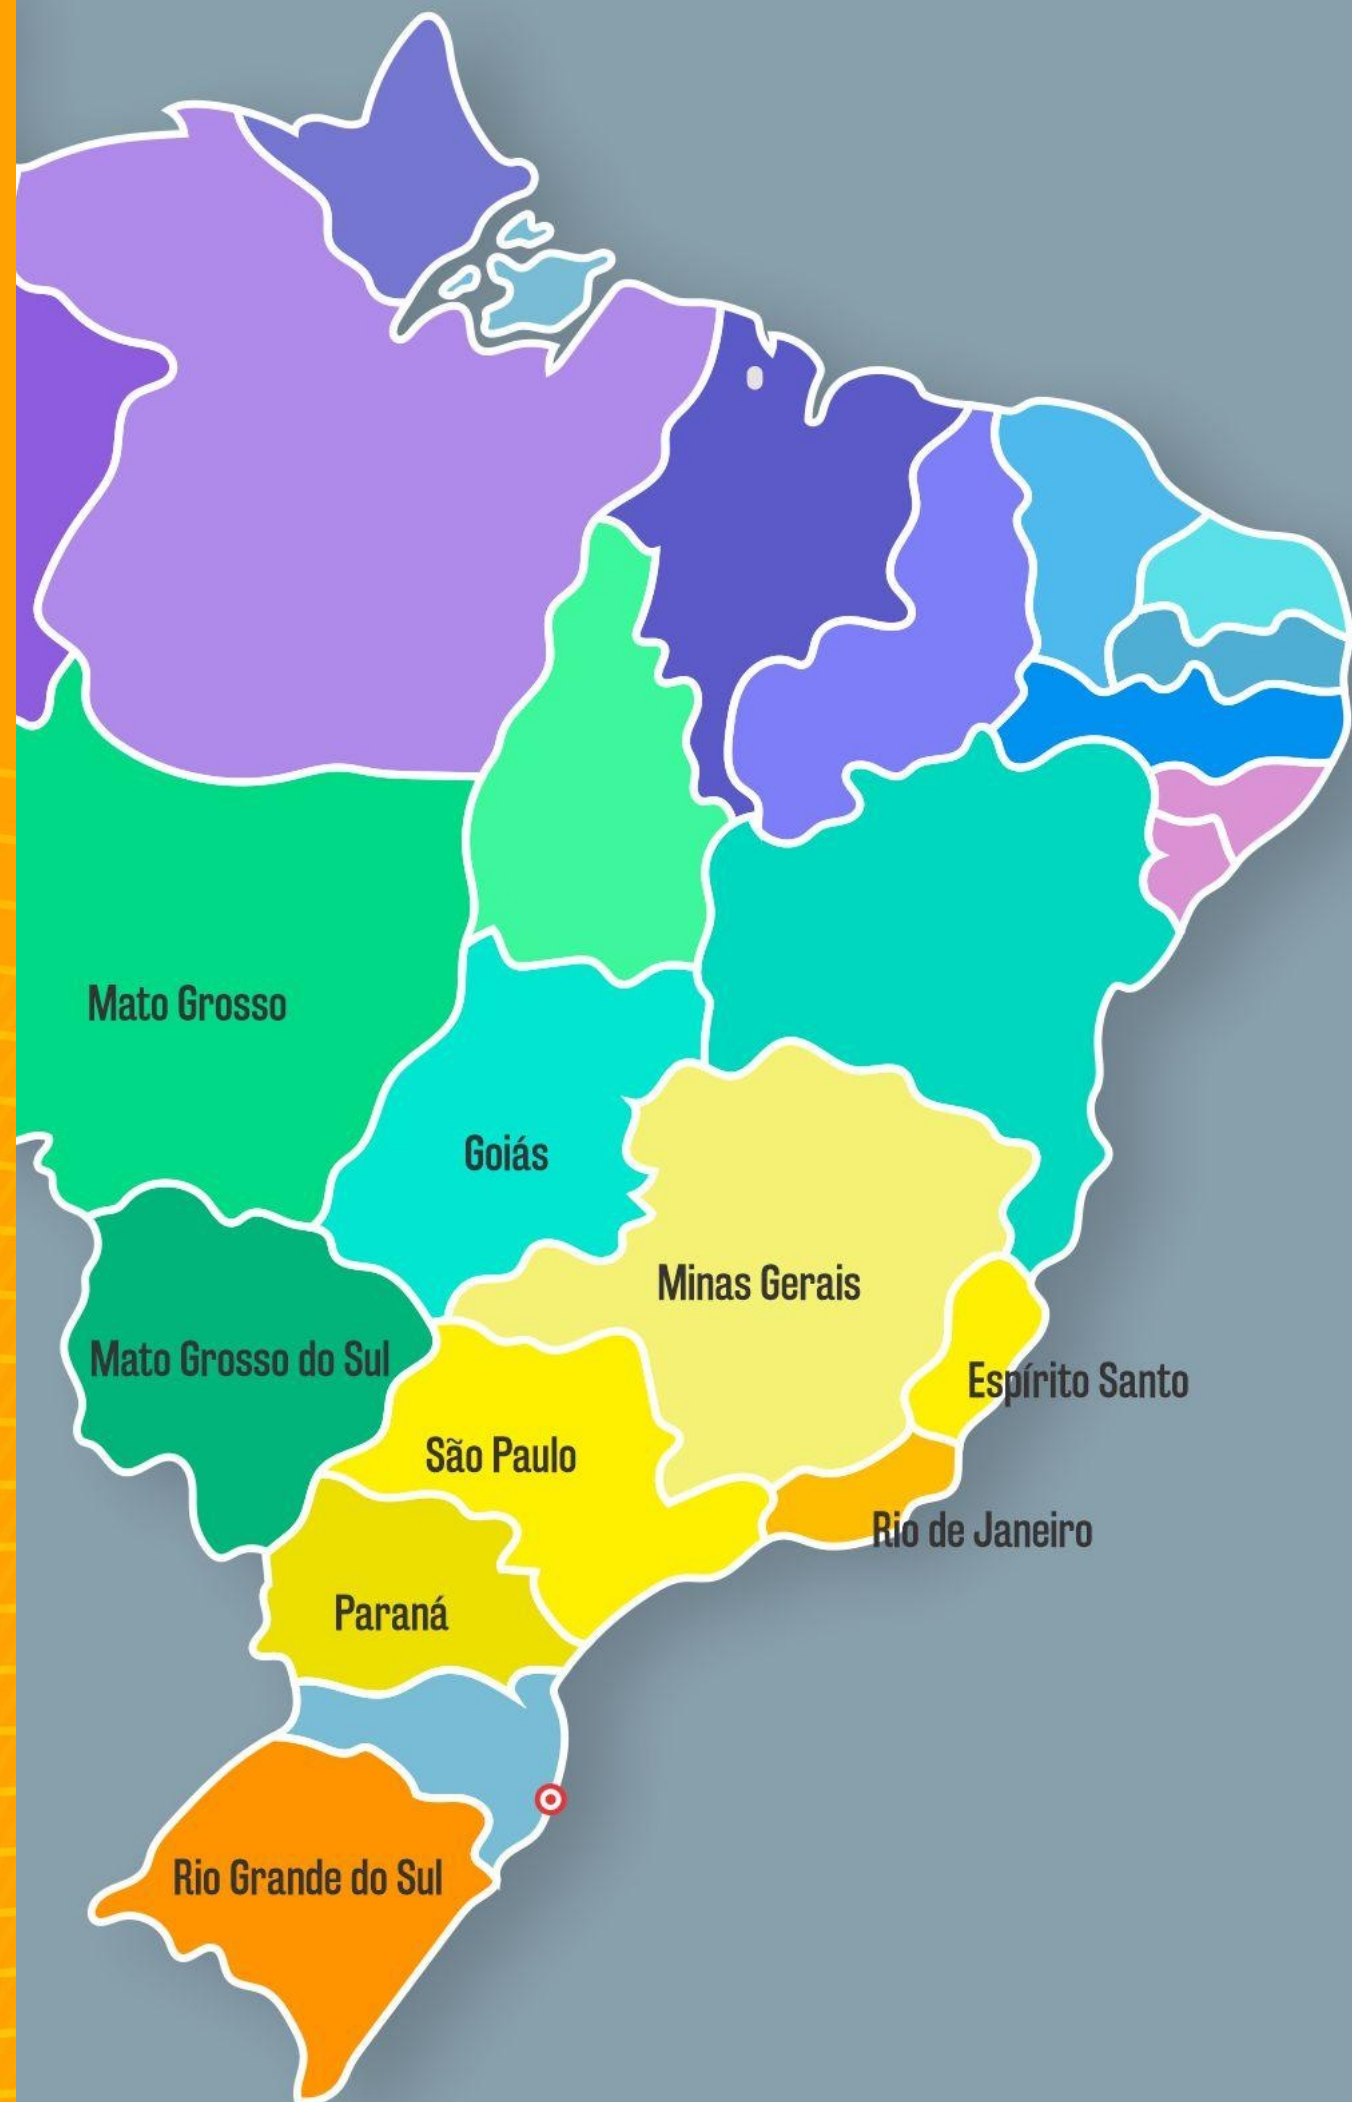 Mato Grosso
Goiás
Minas Gerais
Mato Grosso do Sul
Espírito Santo
São Paulo
Rio de Janeiro
Paraná
Rio Grande do Sul